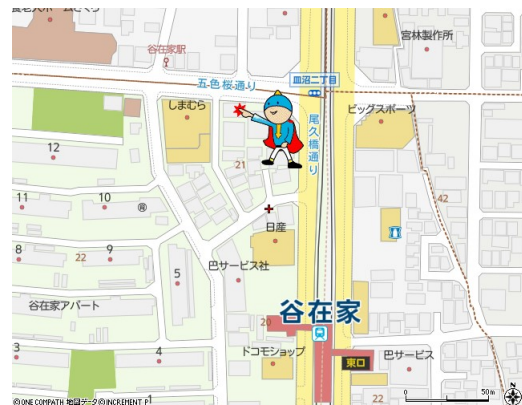 宮林製作所
谷在家駅
五色桜通り
皿沼二丁目
しまむら
尾久橋通り
ビッグスポーツ
12
21
42
11
10
日産
8
9
22
巴サービス社
5
谷在家アパート
谷在家
20
3
4
ドコモショップ
東口
巴サービス
22
0
50m
©ONE COMPATH 地図データ©INCREMENT P